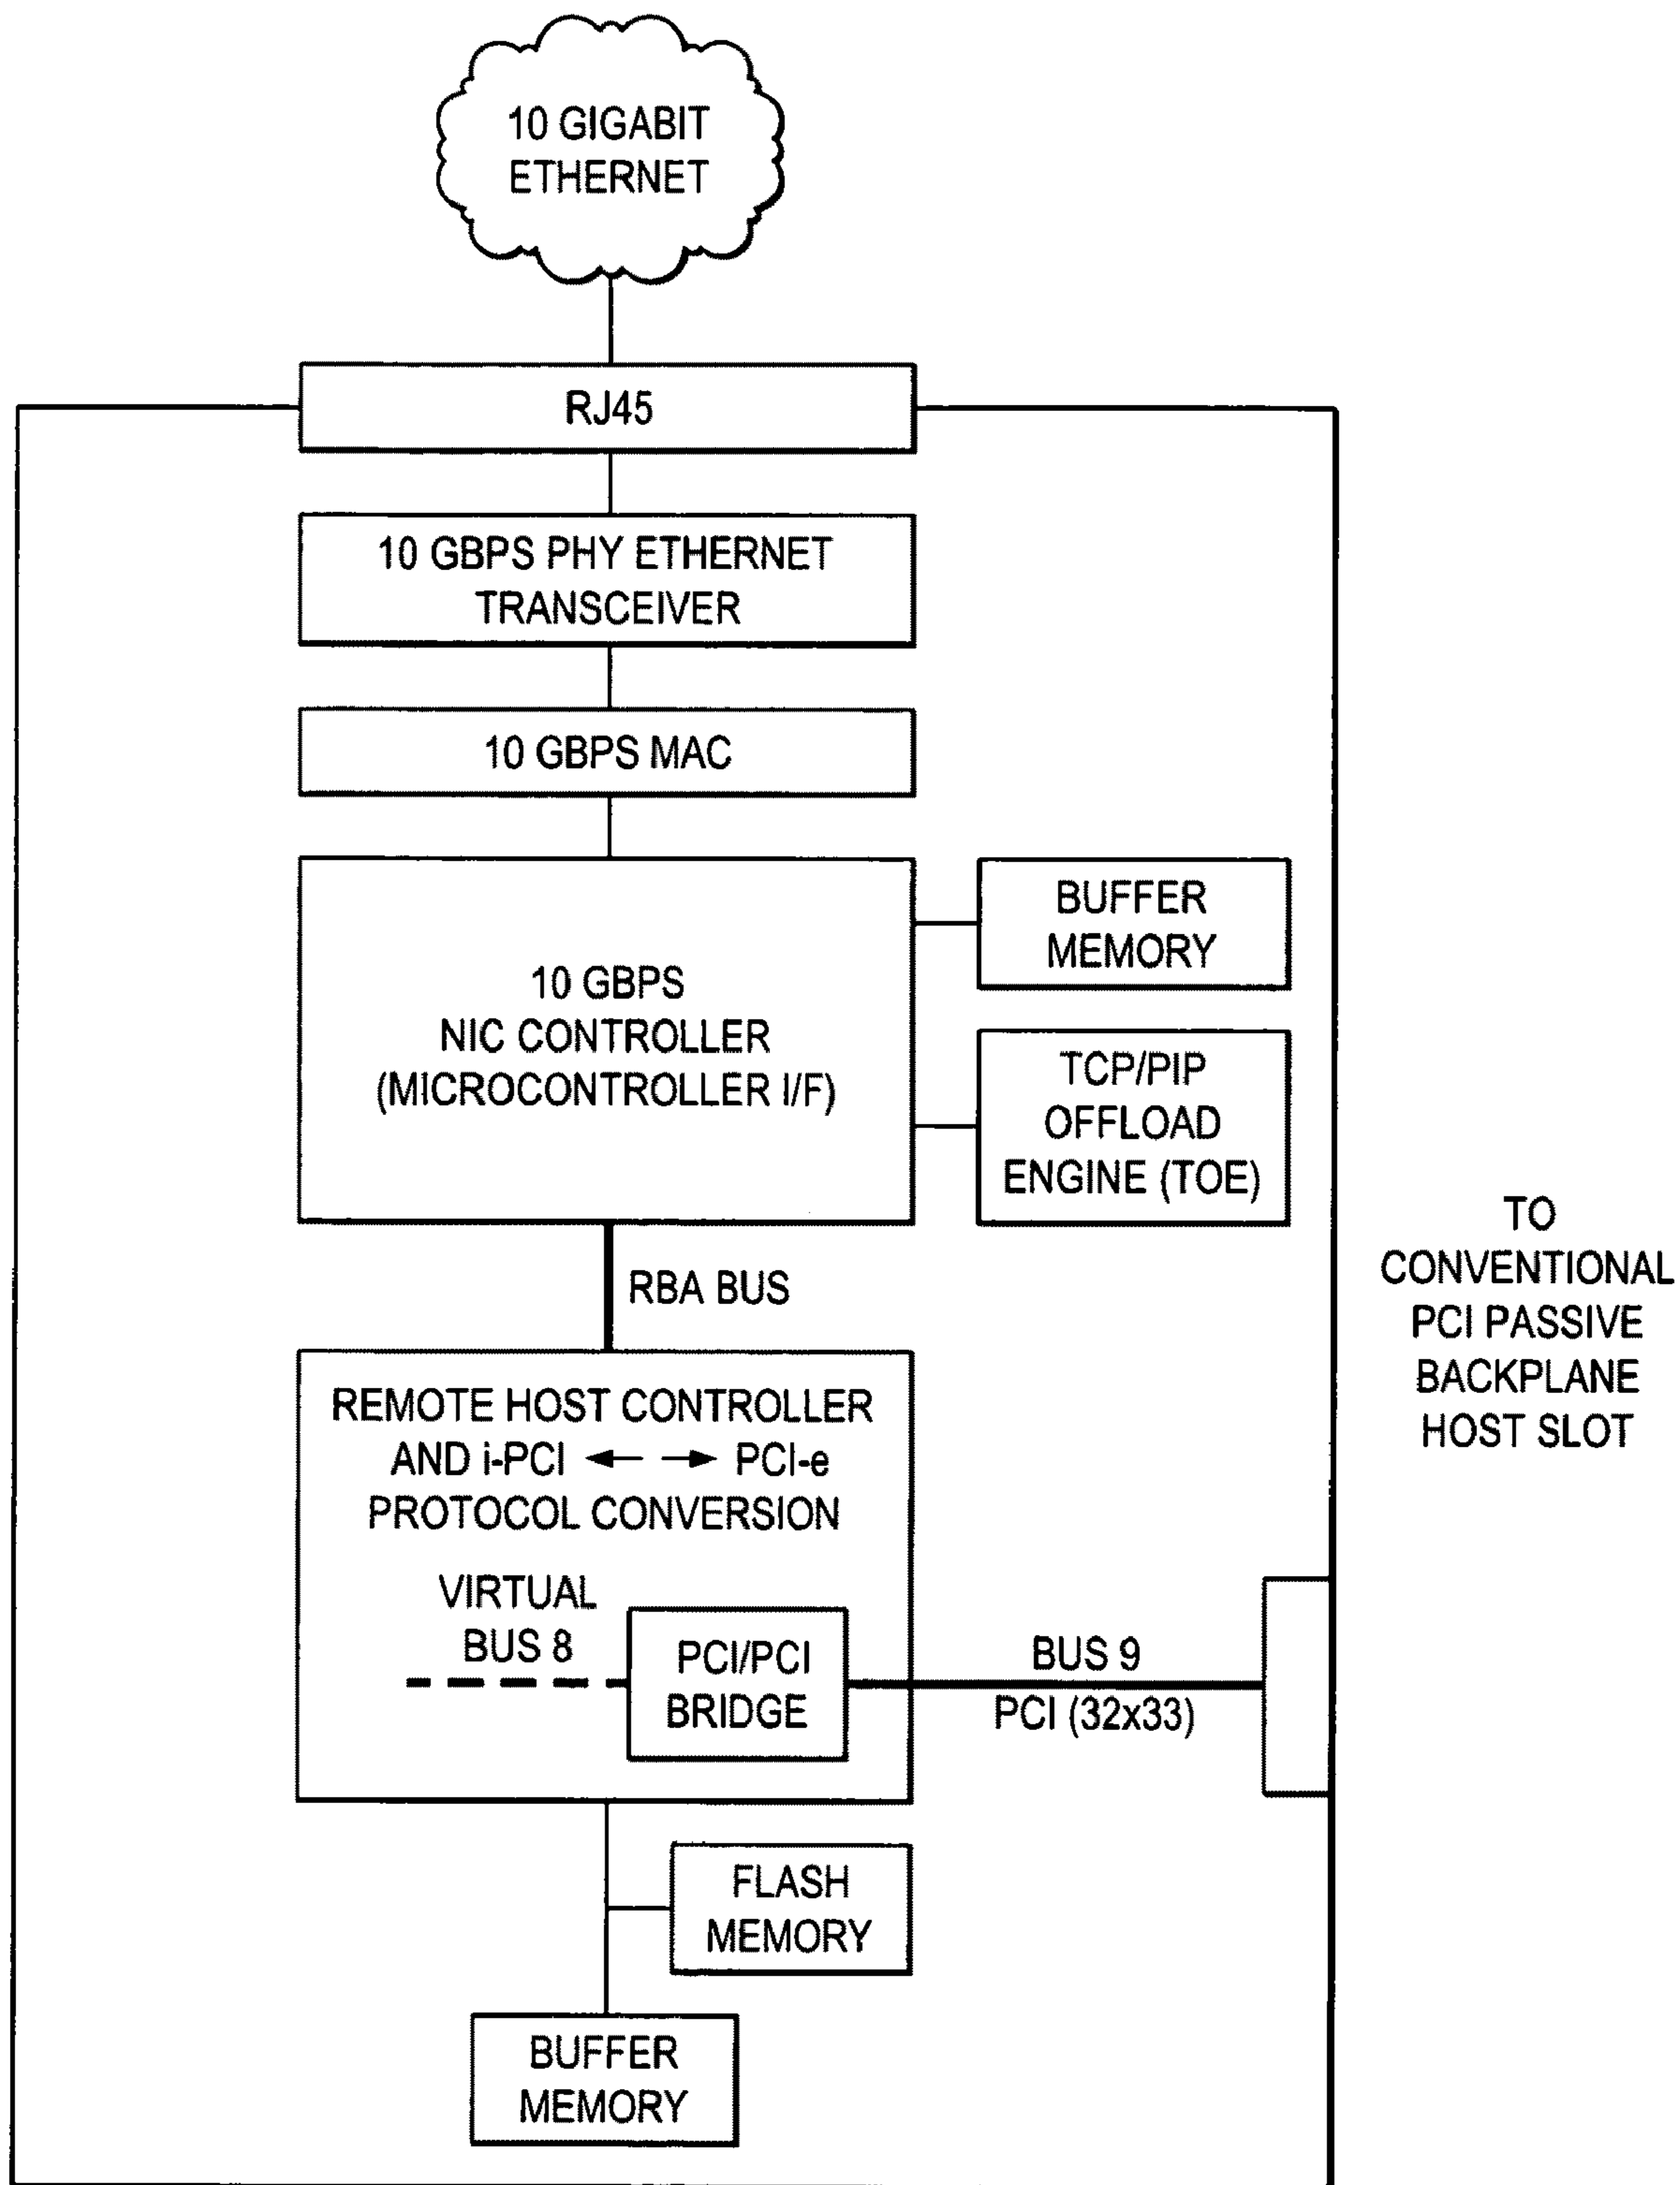 10 GIGABIT
ETHERNET
RJ45
10 GBPS PHY ETHERNET
TRANSCEIVER
10 GBPS MAC
10 GBPS
NIC CONTROLLER
(MICROCONTROLLER I/F)
BUFFER
MEMORY
TCP/PIP
OFFLOAD
ENGINE (TOE)
RBA BUS
TO
CONVENTIONAL
PCI PASSIVE
BACKPLANE
HOST SLOT
REMOTE HOST CONTROLLER
AND i-PCI ◄– –► PCI-e
PROTOCOL CONVERSION
VIRTUAL
BUS 8
PCI/PCI
BRIDGE
BUS 9
PCI (32x33)
FLASH
MEMORY
BUFFER
MEMORY